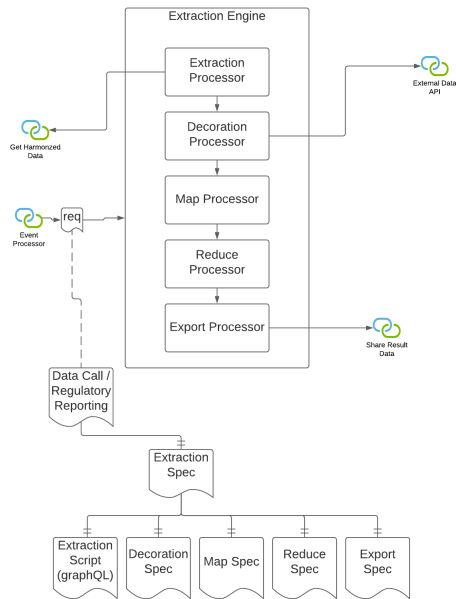 Extraction Engine
Extraction
Processor
External Data
API
Decoration
Processor
Get Harmonzed
Data
Map Processor
req
Event
Processor
Reduce
Processor
Export Processor
Share Result
Data
Data Call /
Regulatory
Reporting
Extraction
Spec
Extraction
Script
(graphQL)
Decoration
Spec
Map Spec
Reduce
Spec
Export
Spec